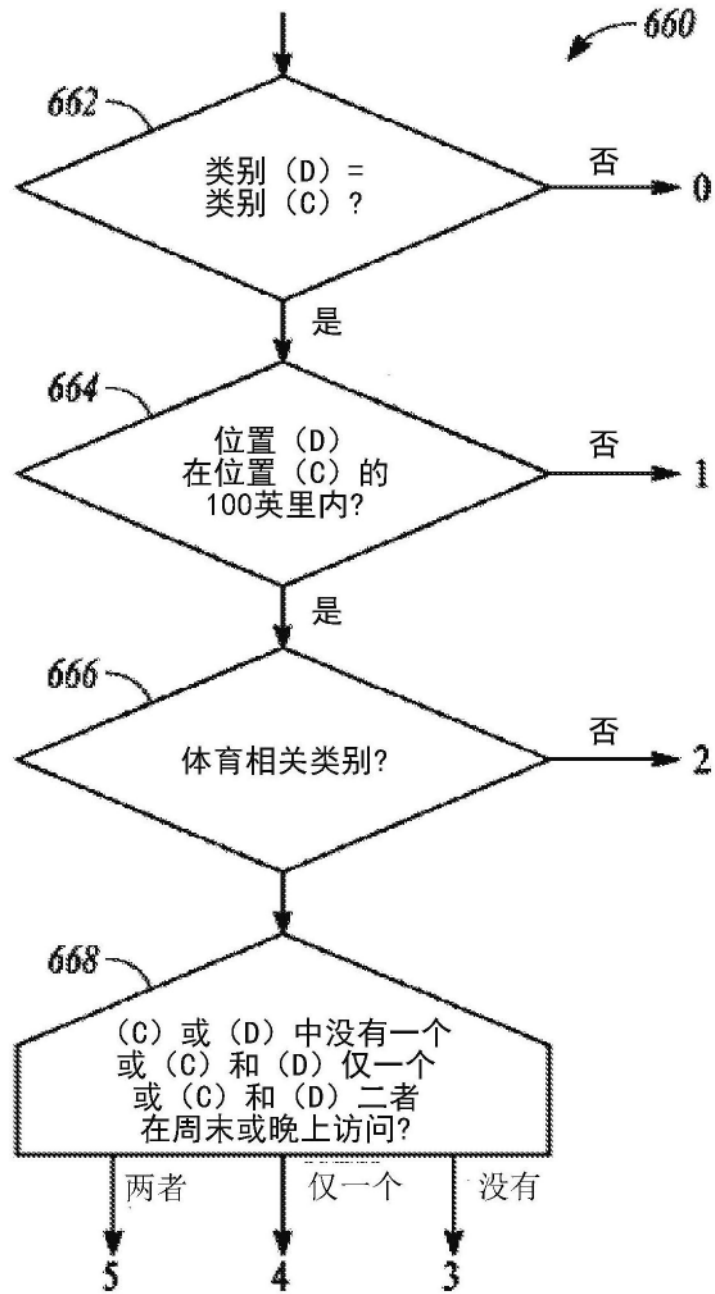 660
662
类别（D）=
类别（C）?
否
0
是
664
位置（D）
在位置（C）的
100英里内?
否
1
是
666
体育相关类别?
否
2
668
（C）或（D）中没有一个
或（C）和（D）仅一个
或（C）和（D）二者
在周末或晚上访问?
两者
仅一个
没有
5
4
3